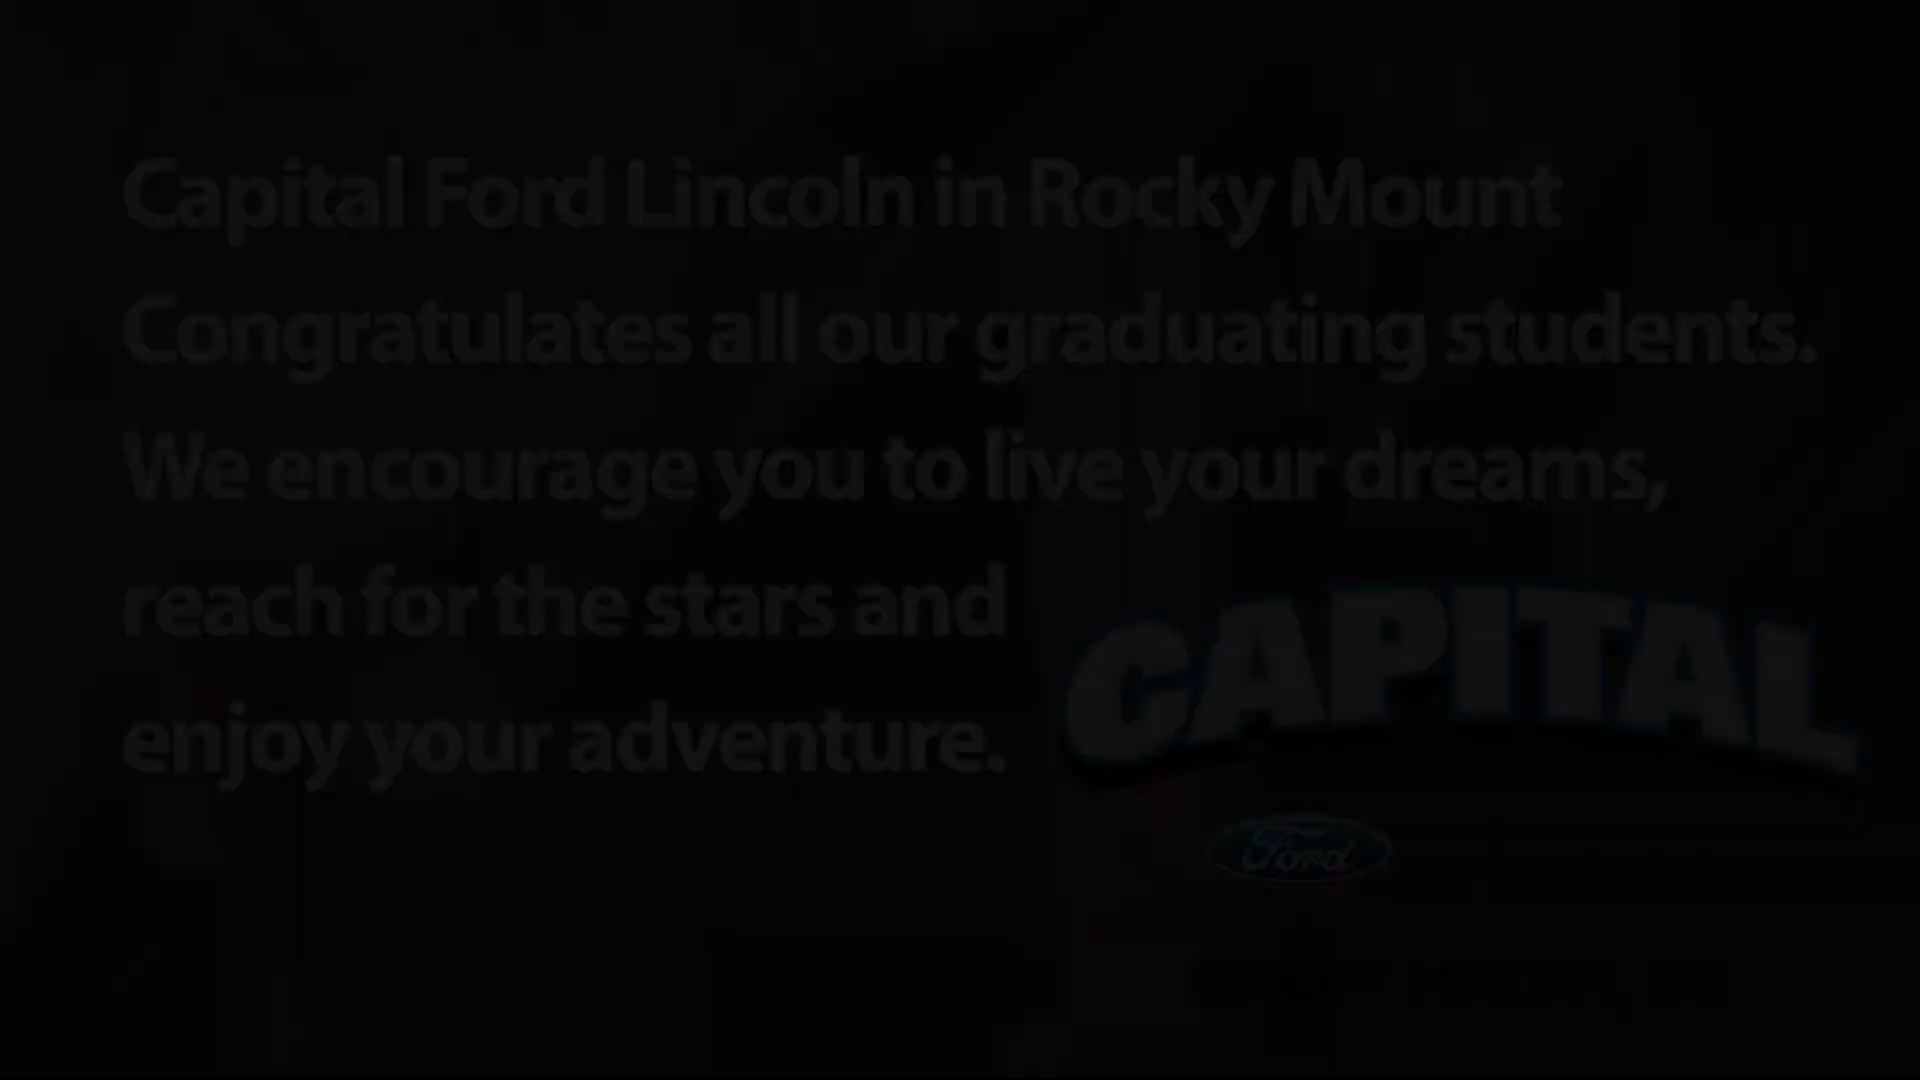 Capital Ford Lincoln in Rocky Mount
Congratulates all our graduating students.
We encourage you to live your dreams,
reach for the stars and
enjoy your adventure.
CAPITAL
Ford